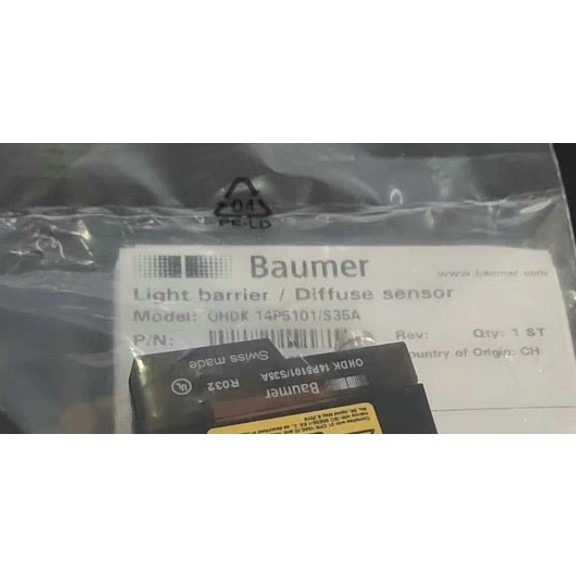 04
PE-LD
Baumer
www.baumer.com
Light barrier / Diffuse sensor
Model: OHDK 14P5101/S35A
P/N:
Rev:
Qty: 1 ST
Country of Origin: CH
Baumer
OHDK 14P5101/S35A
R032
Swiss made
UL